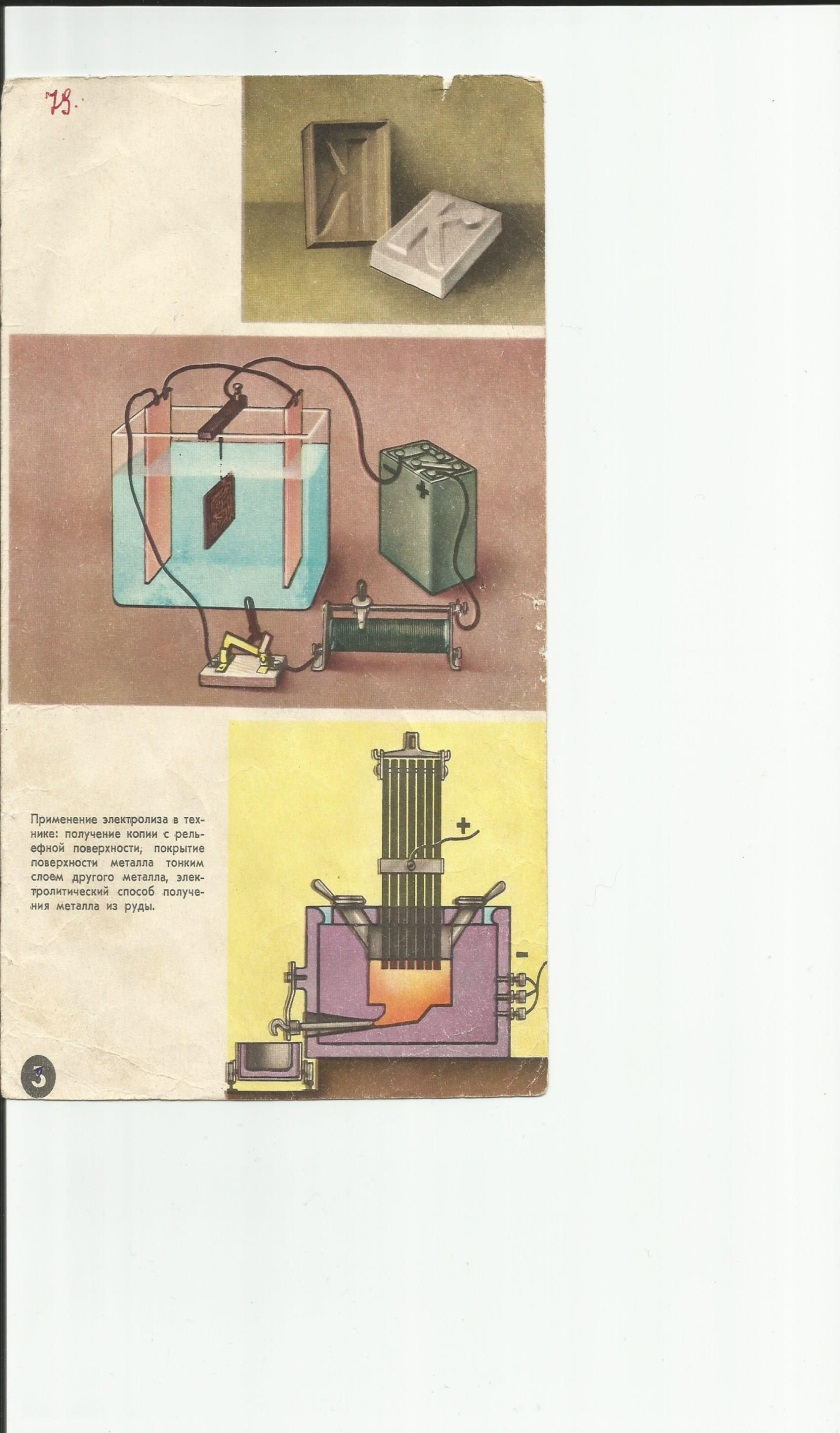 79.
K
+
-
+
-
Применение электролиза в тех-
нике: получение копии с рель-
ефной поверхности; покрытие
поверхности металла тонким
слоем другого металла, элек-
тролитический способ получе-
ния металла из руды.
3